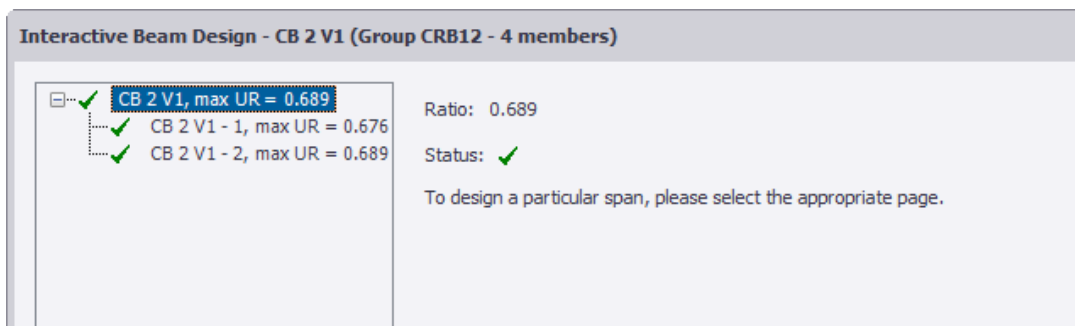 Interactive Beam Design - CB 2 V1 (Group CRB12 - 4 members)
CB 2 V1, max UR = 0.689
CB 2 V1 - 1, max UR = 0.676
CB 2 V1 - 2, max UR = 0.689
Ratio: 0.689
Status:
To design a particular span, please select the appropriate page.